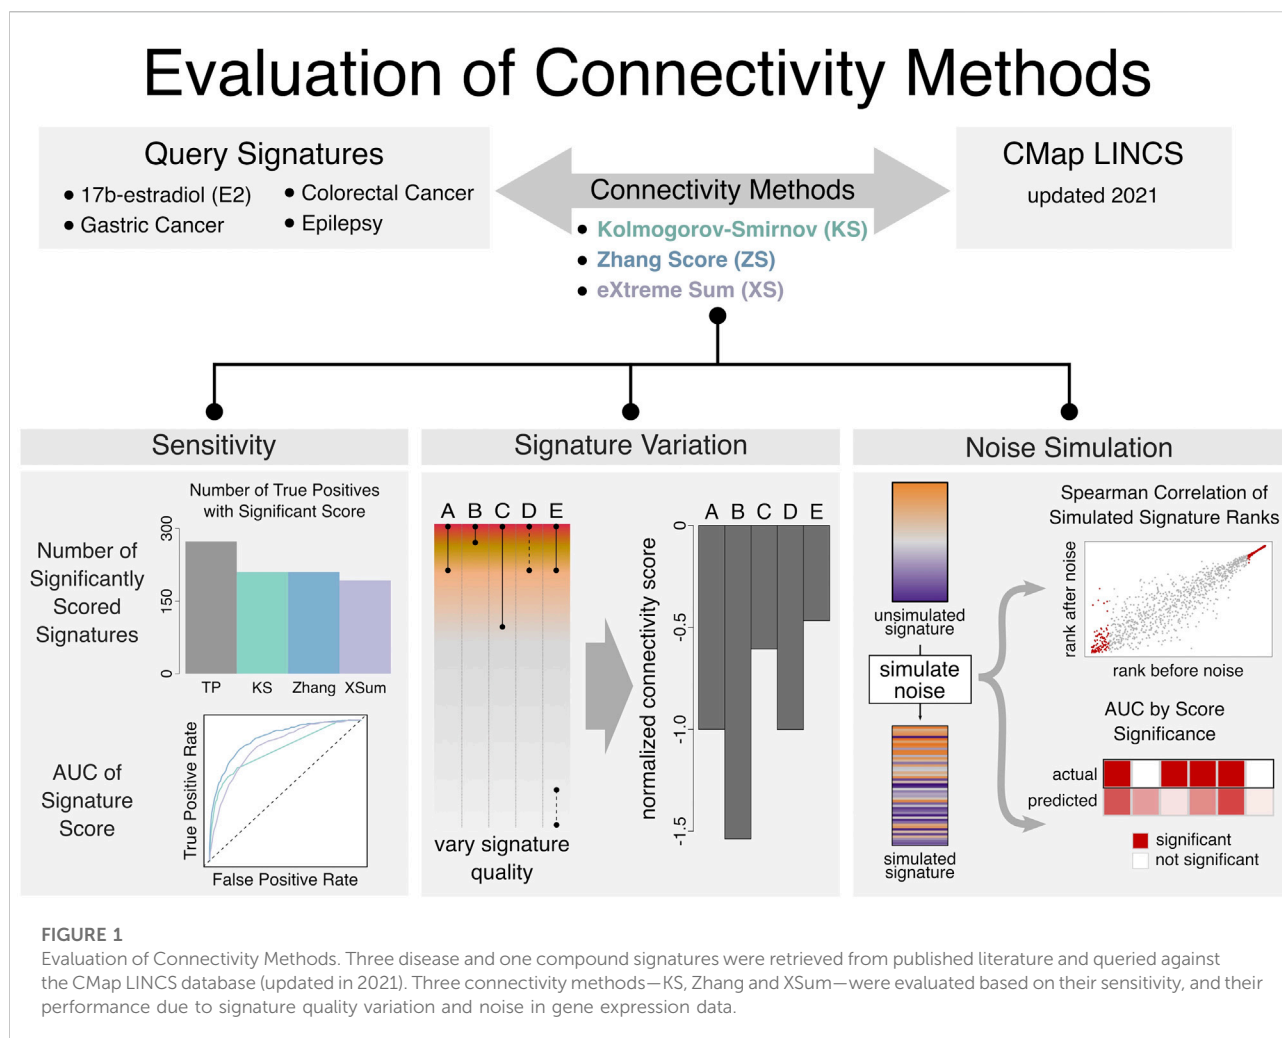 Evaluation of Connectivity Methods
Query Signatures
• 17b-estradiol (E2)
• Gastric Cancer
• Colorectal Cancer
• Epilepsy
Connectivity Methods
• Kolmogorov-Smirnov (KS)
• Zhang Score (ZS)
• eXtreme Sum (XS)
CMap LINCS
updated 2021
Sensitivity
Number of
Significantly
Scored
Signatures
Number of True Positives
with Significant Score
300
150
0
TP KS Zhang XSum
AUC of
Signature
Score
True Positive Rate
False Positive Rate
Signature Variation
A B C D E
vary signature
quality
normalized connectivity score
A B C D E
0
-0.5
-1.0
-1.5
Noise Simulation
unsimulated
signature
simulate
noise
simulated
signature
Spearman Correlation of
Simulated Signature Ranks
rank after noise
rank before noise
AUC by Score
Significance
actual
predicted
significant
not significant
FIGURE 1
Evaluation of Connectivity Methods. Three disease and one compound signatures were retrieved from published literature and queried against
the CMap LINCS database (updated in 2021). Three connectivity methods—KS, Zhang and XSum—were evaluated based on their sensitivity, and their
performance due to signature quality variation and noise in gene expression data.